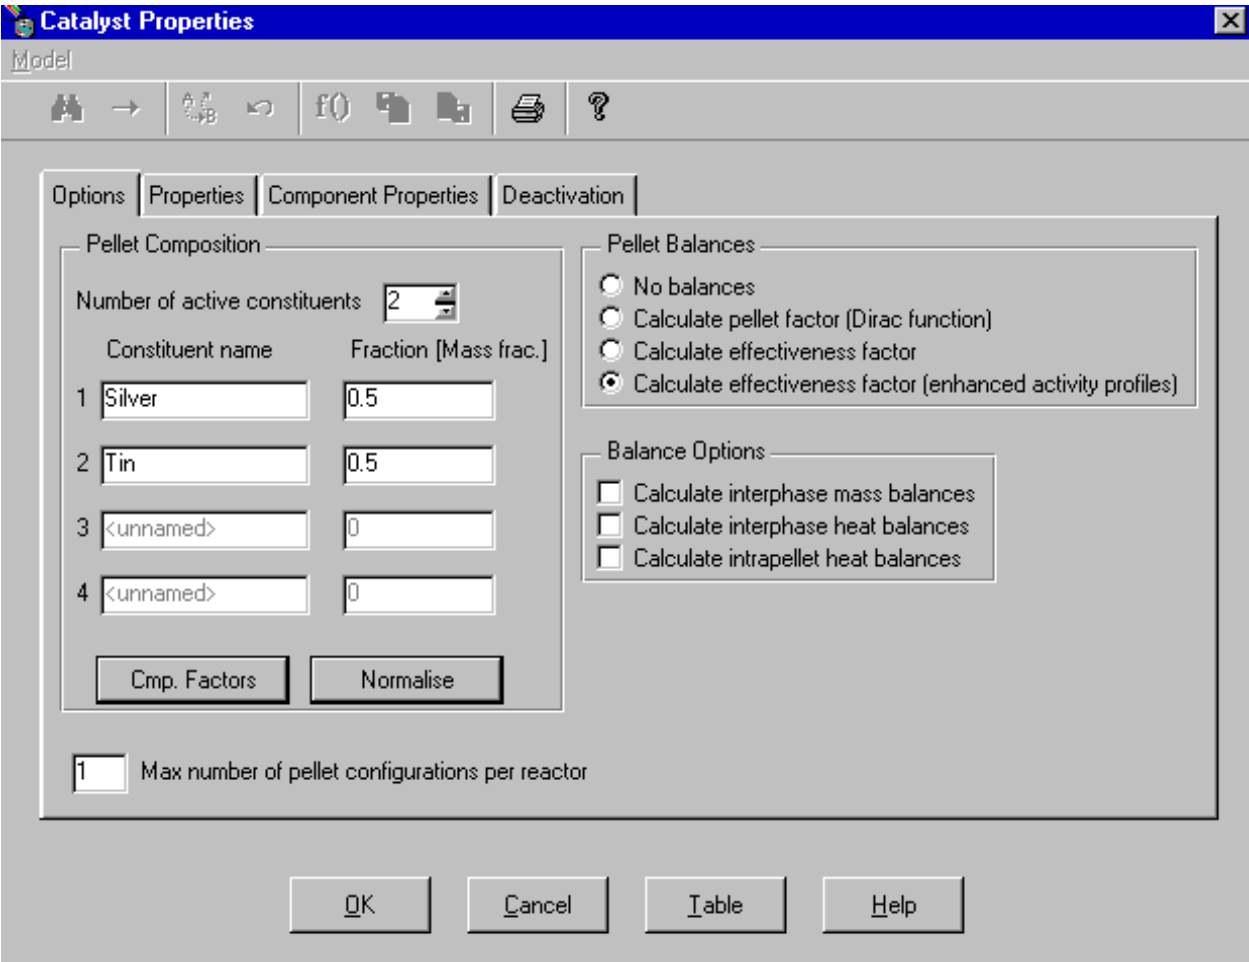 Catalyst Properties
Model
A B f() ?
Options Properties Component Properties Deactivation
Pellet Composition
Number of active constituents 2
Constituent name Fraction [Mass frac.]
1 Silver 0.5
2 Tin 0.5
3 <unnamed> 0
4 <unnamed> 0
Cmp. Factors Normalise
1 Max number of pellet configurations per reactor
Pellet Balances
No balances
Calculate pellet factor (Dirac function)
Calculate effectiveness factor
Calculate effectiveness factor (enhanced activity profiles)
Balance Options
Calculate interphase mass balances
Calculate interphase heat balances
Calculate intrapellet heat balances
OK Cancel Table Help